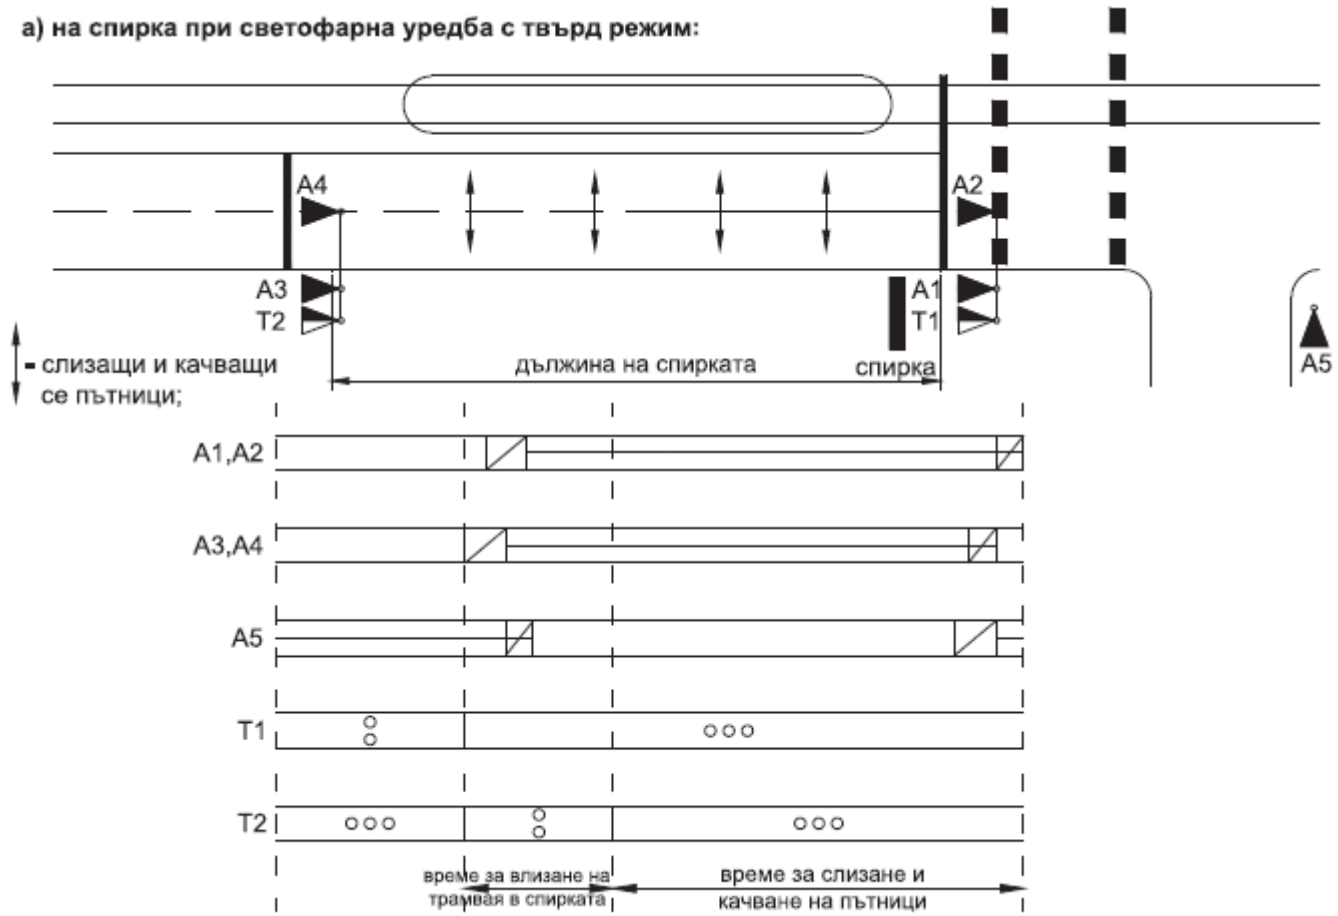 а) на спирка при светофарна уредба с твърд режим:
A4
A2
A3
A1
T2
T1
- слизащи и качващи
се пътници;
дължина на спирката
спирка
A5
A1,A2
A3,A4
A5
T1
T2
време за влизане на
трамвая в спирката
време за слизане и
качване на пътници